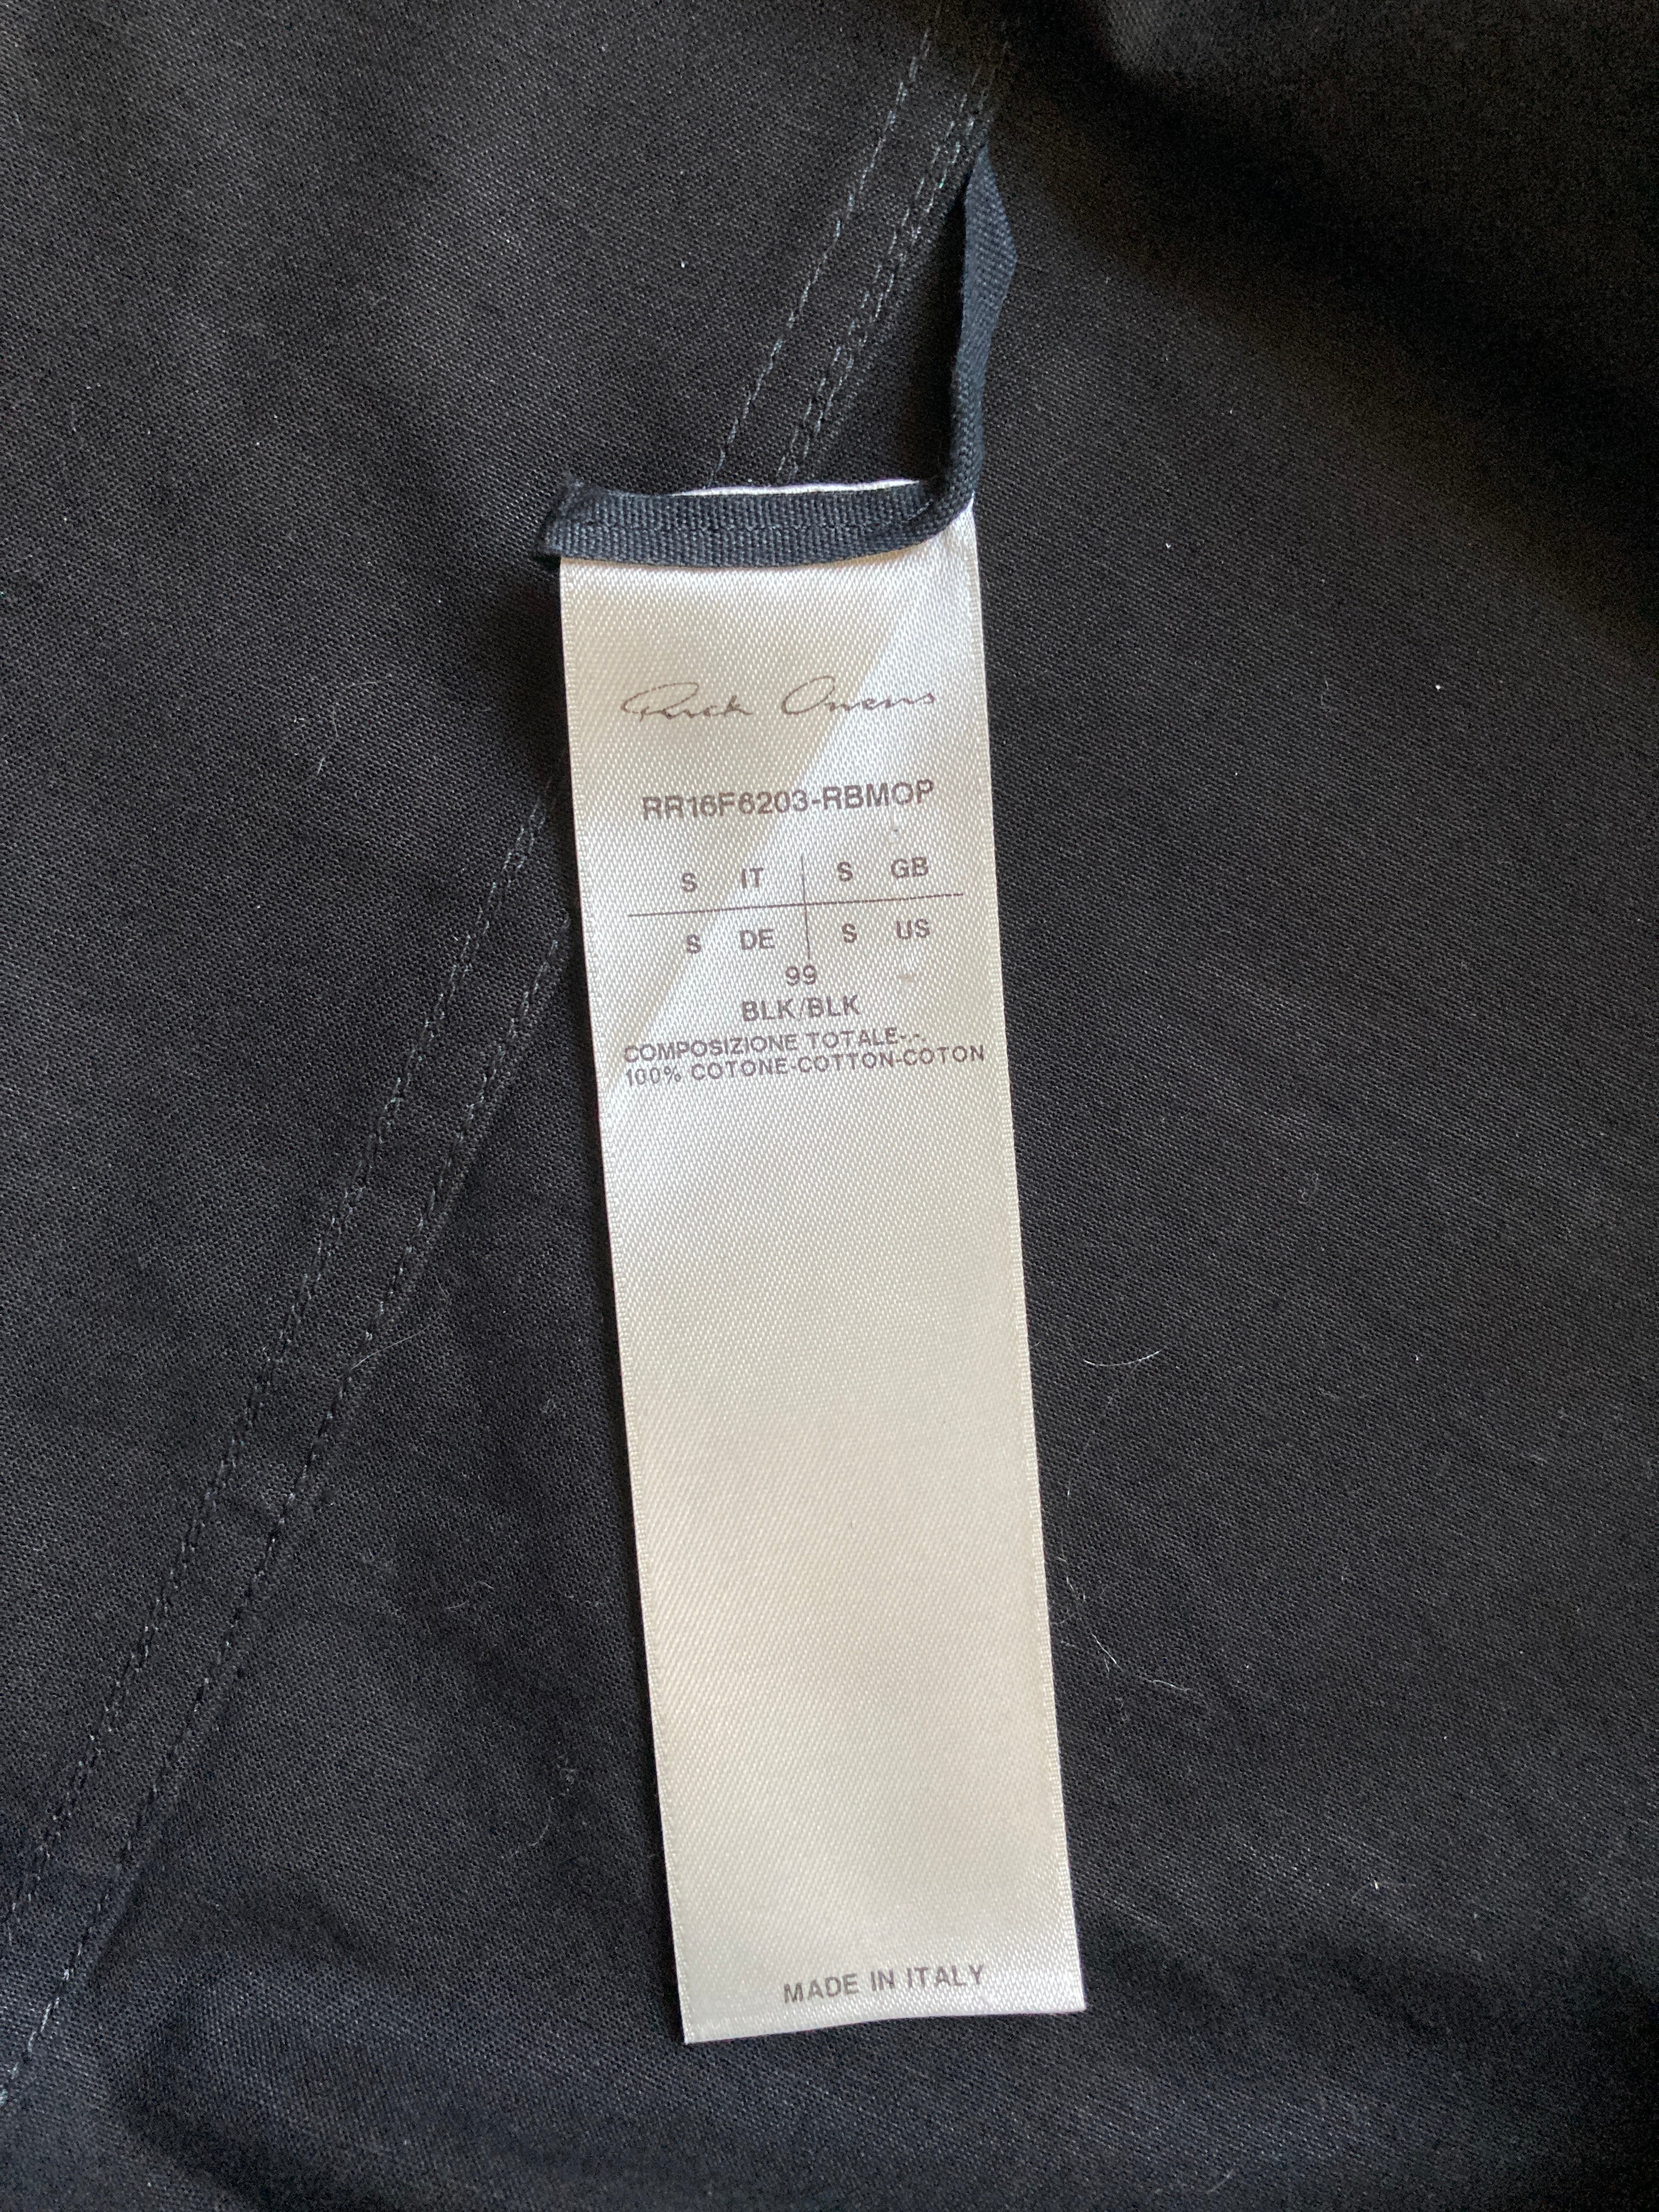 Rick Owens
RR16F6203-RBMOP
S IT S GB
S DE S US
99
BLK/BLK
COMPOSIZIONE TOTALE-.-.
100% COTONE-COTTON-COTON
MADE IN ITALY